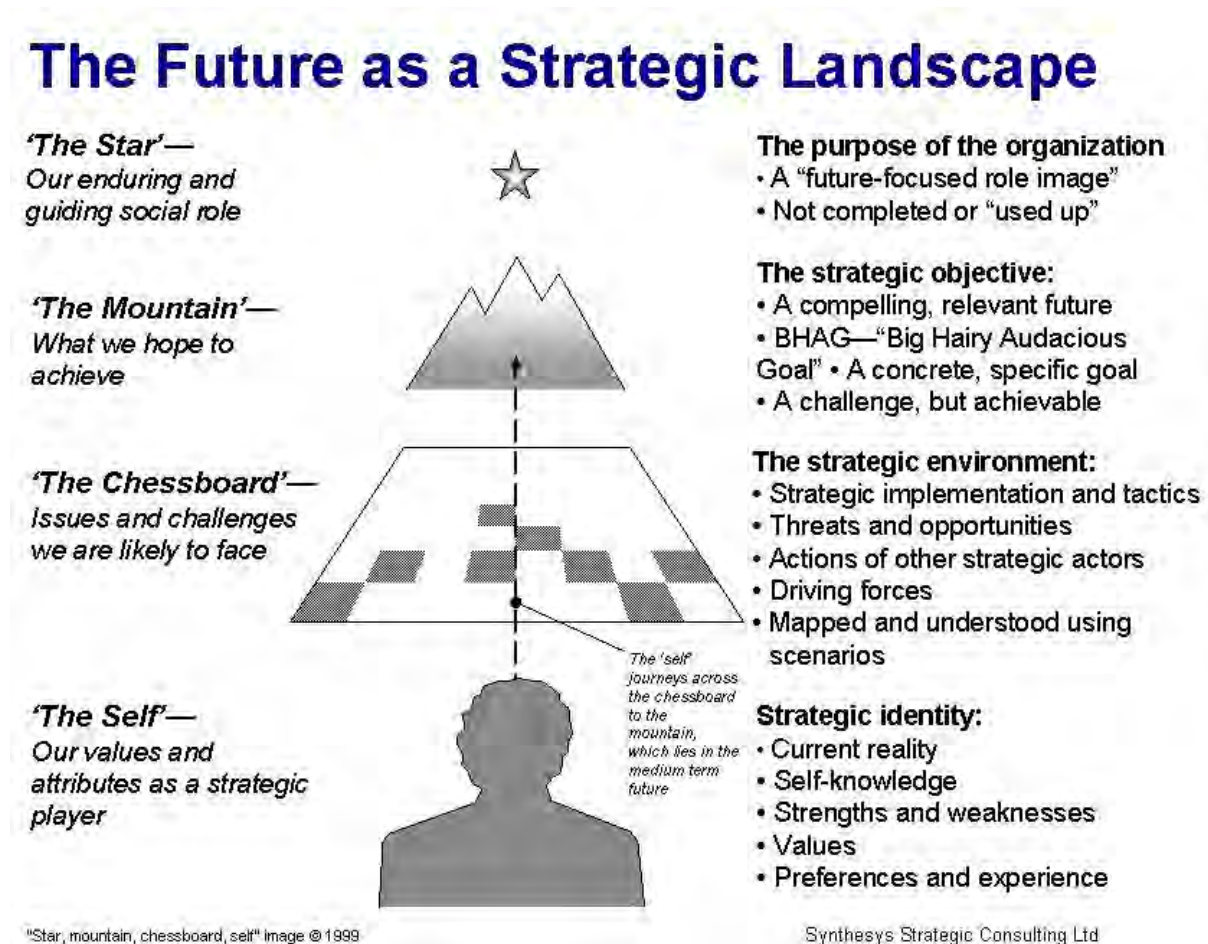 The Future as a Strategic Landscape
‘The Star’—
Our enduring and
guiding social role
The purpose of the organization
• A “future-focused role image”
• Not completed or “used up”
‘The Mountain’—
What we hope to
achieve
The strategic objective:
• A compelling, relevant future
• BHAG—“Big Hairy Audacious
Goal” • A concrete, specific goal
• A challenge, but achievable
‘The Chessboard’—
Issues and challenges
we are likely to face
The strategic environment:
• Strategic implementation and tactics
• Threats and opportunities
• Actions of other strategic actors
• Driving forces
• Mapped and understood using
scenarios
The 'self'
journeys across
the chessboard
to the
mountain,
which lies in the
medium term
future
‘The Self’—
Our values and
attributes as a strategic
player
Strategic identity:
• Current reality
• Self-knowledge
• Strengths and weaknesses
• Values
• Preferences and experience
"Star, mountain, chessboard, self" image © 1999
Synthesys Strategic Consulting Ltd